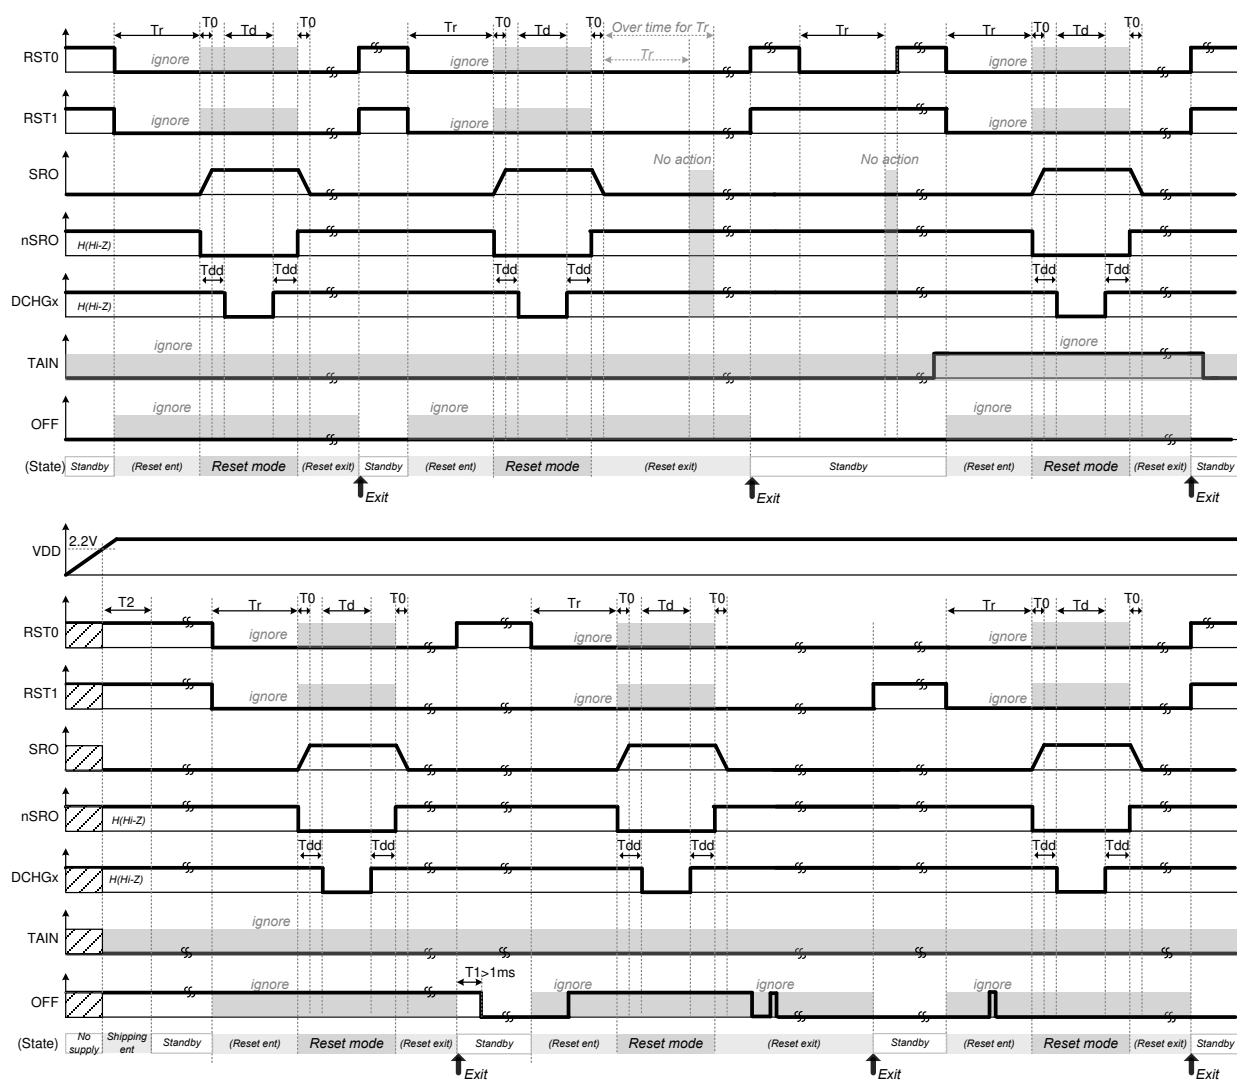 Tr T0 Td T0 Tr T0 Td T0 Over time for Tr Tr Tr T0 Td T0
Tr
RST0 ignore ignore ignore
RST1 ignore ignore ignore
No action No action
SRO
nSRO H(Hi-Z)
Tdd Tdd Tdd Tdd Tdd Tdd
DCHGx H(Hi-Z)
ignore ignore
TAIN
ignore ignore ignore
OFF
(State) Standby (Reset ent) Reset mode (Reset exit) Standby (Reset ent) Reset mode (Reset exit) Standby (Reset ent) Reset mode (Reset exit) Standby
Exit Exit Exit
2.2V
VDD
T2 Tr T0 Td T0 Tr T0 Td T0 Tr T0 Td T0
RST0 ignore ignore ignore
RST1 ignore ignore ignore
SRO
nSRO H(Hi-Z)
Tdd Tdd Tdd Tdd Tdd Tdd
DCHGx H(Hi-Z)
ignore
TAIN
T1>1ms
ignore ignore ignore ignore
OFF
(State) No supply Shipping ent Standby (Reset ent) Reset mode (Reset exit) Standby (Reset ent) Reset mode (Reset exit) Standby (Reset ent) Reset mode (Reset exit) Standby
Exit Exit Exit